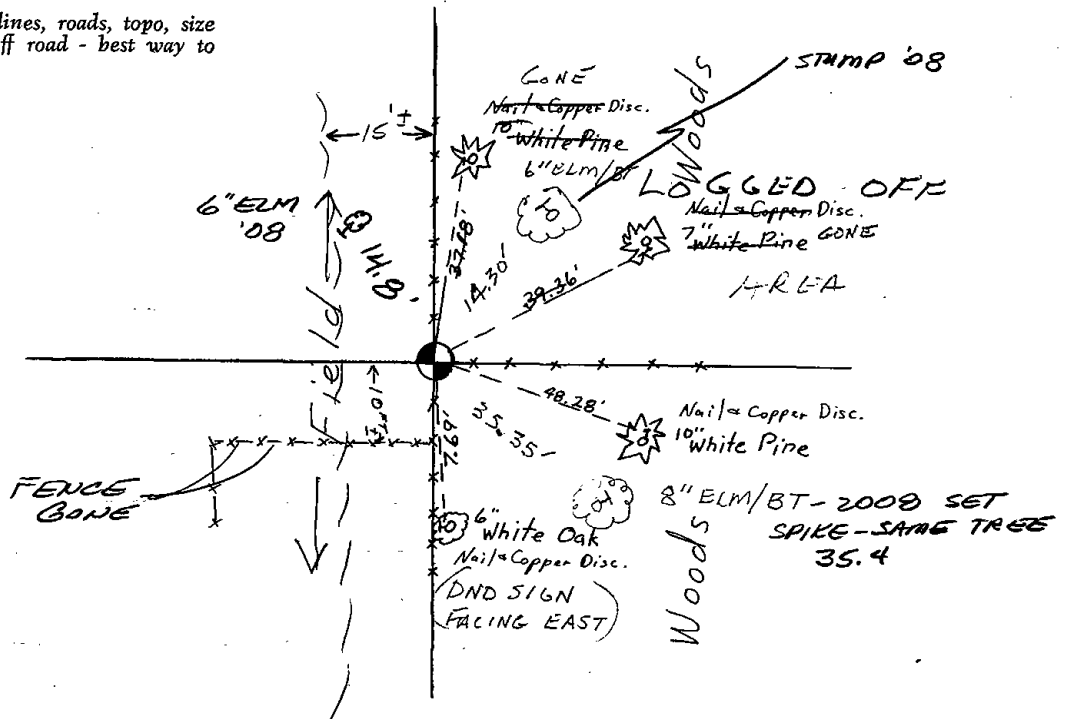 lines, roads, topo, size
ff road - best way to
STUMP '08
GONE
Nail & Copper Disc.
10" White Pine
6" ELM/BT
Woods
15'±
6" ELM
'08
LOGGED OFF
Nail & Copper Disc.
7" White Pine GONE
AREA
14.8'
37.18'
14.30'
39.36'
Field
10'±
48.28'
Nail & Copper Disc.
10" White Pine
7.69'
35.35'
FENCE
GONE
8" ELM/BT - 2008 SET
SPIKE - SAME TREE
35.4
6" White Oak
Nail & Copper Disc.
(DND SIGN
FACING EAST)
Woods